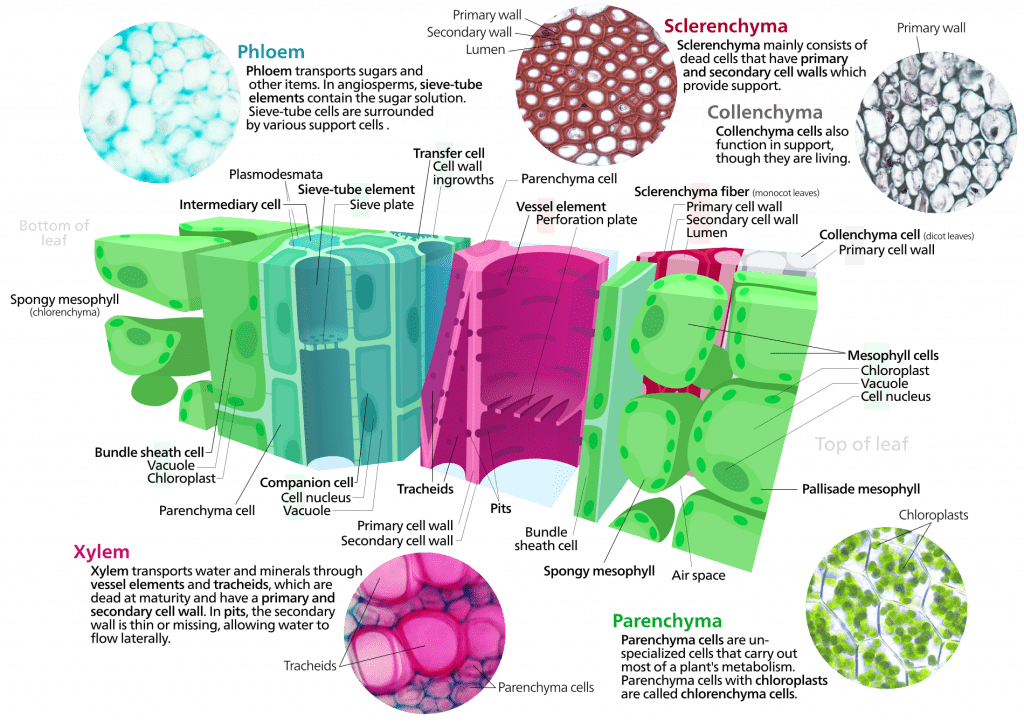 Phloem
Phloem transports sugars and
other items. In angiosperms, sieve-tube
elements contain the sugar solution.
Sieve-tube cells are surrounded
by various support cells .
Primary wall
Secondary wall
Lumen
Sclerenchyma
Sclerenchyma mainly consists of
dead cells that have primary
and secondary cell walls which
provide support.
Primary wall
Collenchyma
Collenchyma cells also
function in support,
though they are living.
Transfer cell
Cell wall
ingrowths
Plasmodesmata
Sieve-tube element
Sieve plate
Intermediary cell
Parenchyma cell
Vessel element
Perforation plate
Sclerenchyma fiber (monocot leaves)
Primary cell wall
Secondary cell wall
Lumen
Collenchyma cell (dicot leaves)
Primary cell wall
Bottom of
leaf
Spongy mesophyll
(chlorenchyma)
Mesophyll cells
Chloroplast
Vacuole
Cell nucleus
Top of leaf
Bundle sheath cell
Vacuole
Chloroplast
Parenchyma cell
Companion cell
Cell nucleus
Vacuole
Tracheids
Pits
Primary cell wall
Secondary cell wall
Bundle
sheath cell
Spongy mesophyll
Air space
Pallisade mesophyll
Chloroplasts
Xylem
Xylem transports water and minerals through
vessel elements and tracheids, which are
dead at maturity and have a primary and
secondary cell wall. In pits, the secondary
wall is thin or missing, allowing water to
flow laterally.
Tracheids
Parenchyma cells
Parenchyma
Parenchyma cells are un-
specialized cells that carry out
most of a plant's metabolism.
Parenchyma cells with chloroplasts
are called chlorenchyma cells.